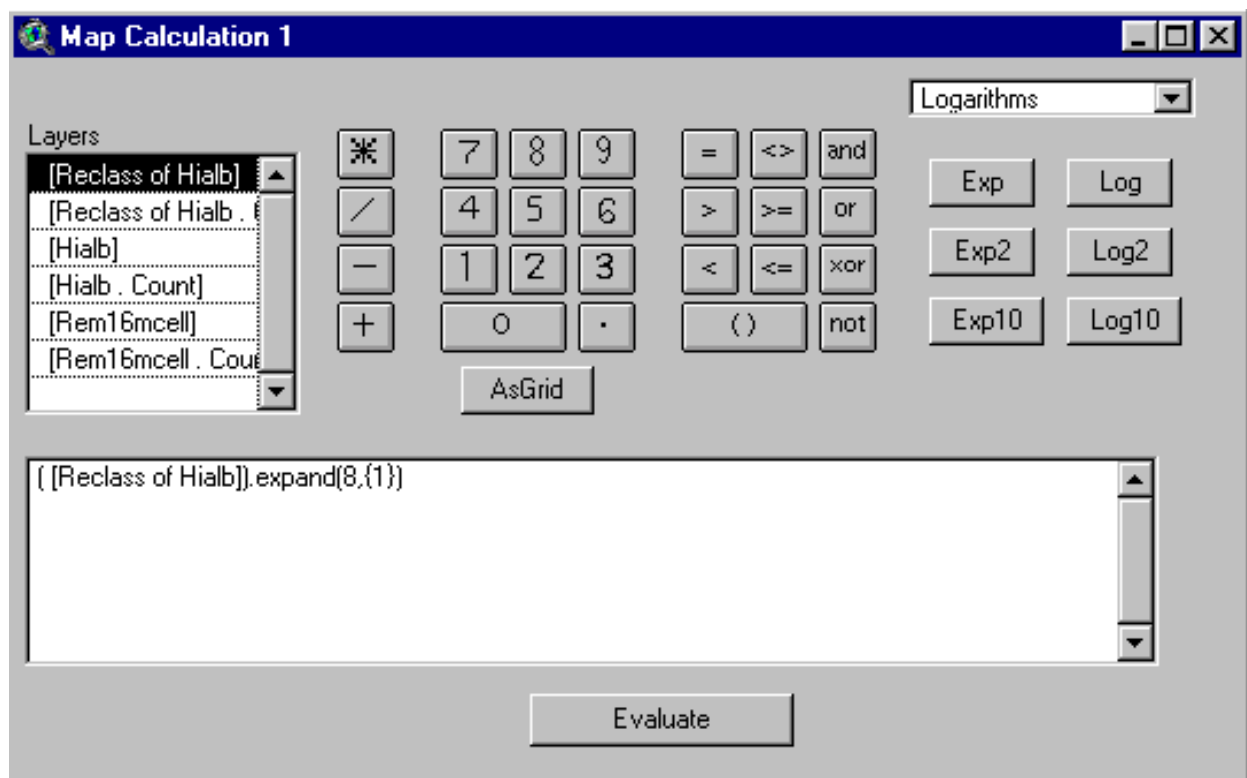 Map Calculation 1
Logarithms
Layers
[Reclass of Hialb]
[Reclass of Hialb .
[Hialb]
[Hialb . Count]
[Rem16mcell]
[Rem16mcell . Cou
* 7 8 9 = <> and
/ 4 5 6 > >= or
- 1 2 3 < <= xor
+ 0 . ( ) not
AsGrid
Exp Log
Exp2 Log2
Exp10 Log10
( [Reclass of Hialb]).expand(8,{1})
Evaluate